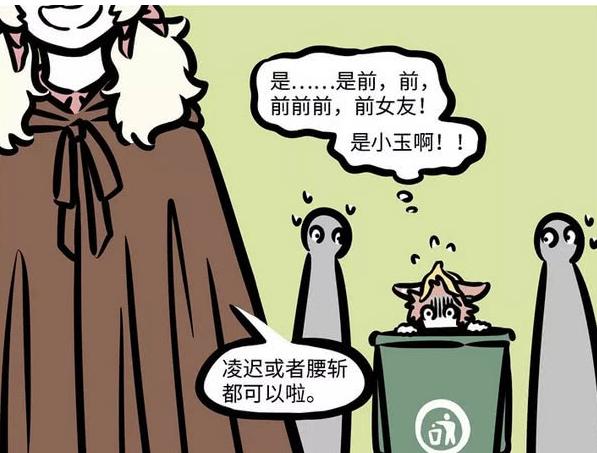 是……是前，前，
前前前，前女友！
是小玉啊！！
凌迟或者腰斩
都可以啦。